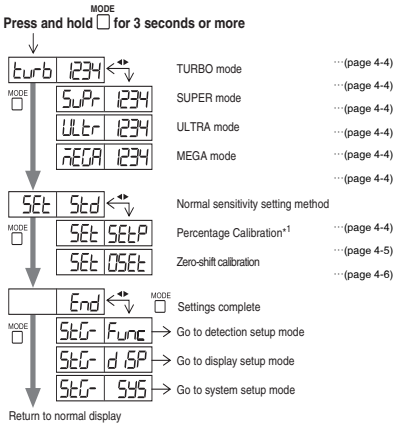 MODE
Press and hold for 3 seconds or more
turb 1234 TURBO mode ···(page 4-4)
···(page 4-4)
MODE SuPr 1234 SUPER mode ···(page 4-4)
ULtr 1234 ULTRA mode ···(page 4-4)
MEGA 1234 MEGA mode ···(page 4-4)
···(page 4-4)
SEt Std Normal sensitivity setting method
MODE SEt SEtP Percentage Calibration*1 ···(page 4-4)
SEt 0SEt Zero-shift calibration ···(page 4-5)
···(page 4-6)
End MODE Settings complete
MODE StG- Func Go to detection setup mode
StG- diSP Go to display setup mode
StG- SYS Go to system setup mode
Return to normal display